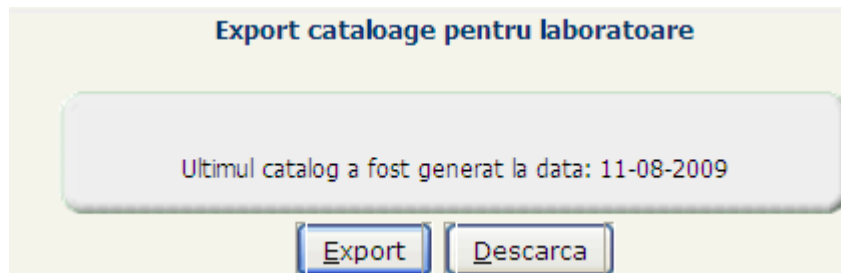 Export cataloage pentru laboratoare
Ultimul catalog a fost generat la data: 11-08-2009
Export Descarca